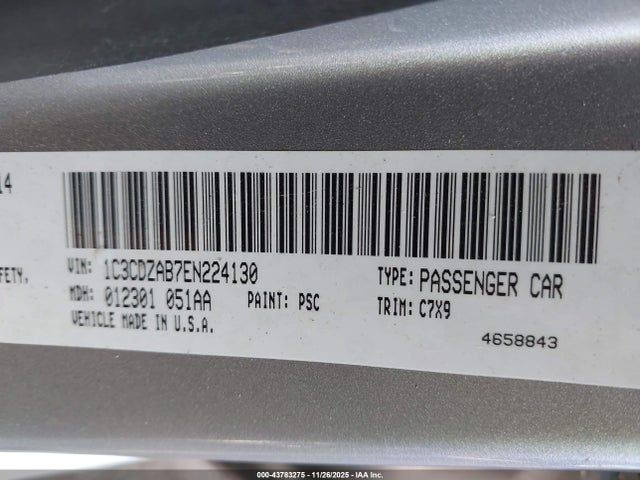 14
FETY,
VIN: 1C3CDZAB7EN224130
TYPE: PASSENGER CAR
MDH: 012301 051AA
PAINT: PSC
TRIM: C7X9
VEHICLE MADE IN U.S.A.
4658843
000-43783275 - 11/26/2025 - IAA Inc.